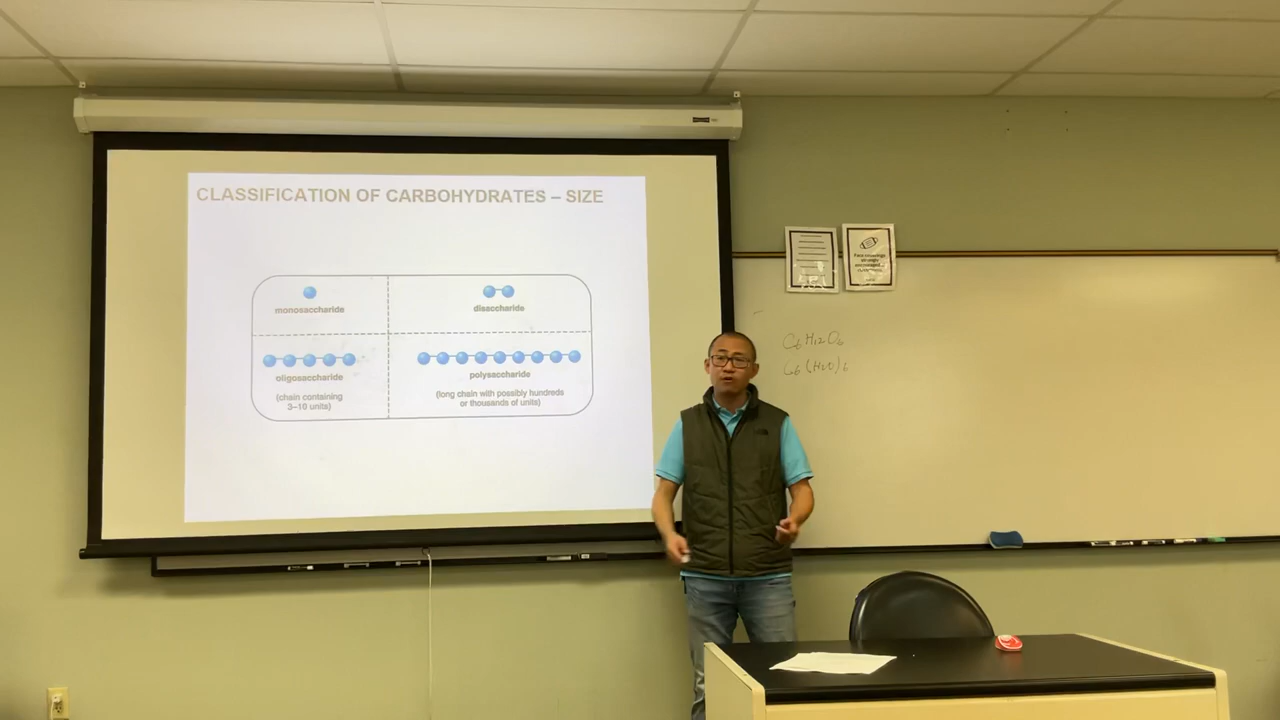 CLASSIFICATION OF CARBOHYDRATES – SIZE
monosaccharide
disaccharide
oligosaccharide
(chain containing
3–10 units)
polysaccharide
(long chain with possibly hundreds
or thousands of units)
C6H12O6
C6(H2O)6